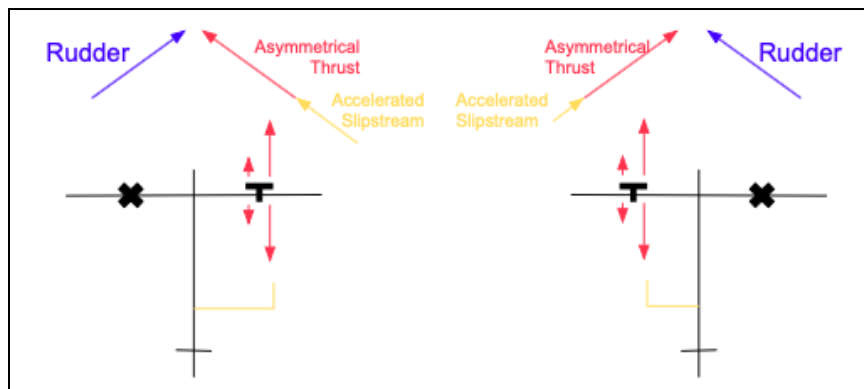 Rudder
Asymmetrical
Thrust
Accelerated
Slipstream
Asymmetrical
Thrust
Accelerated
Slipstream
Rudder